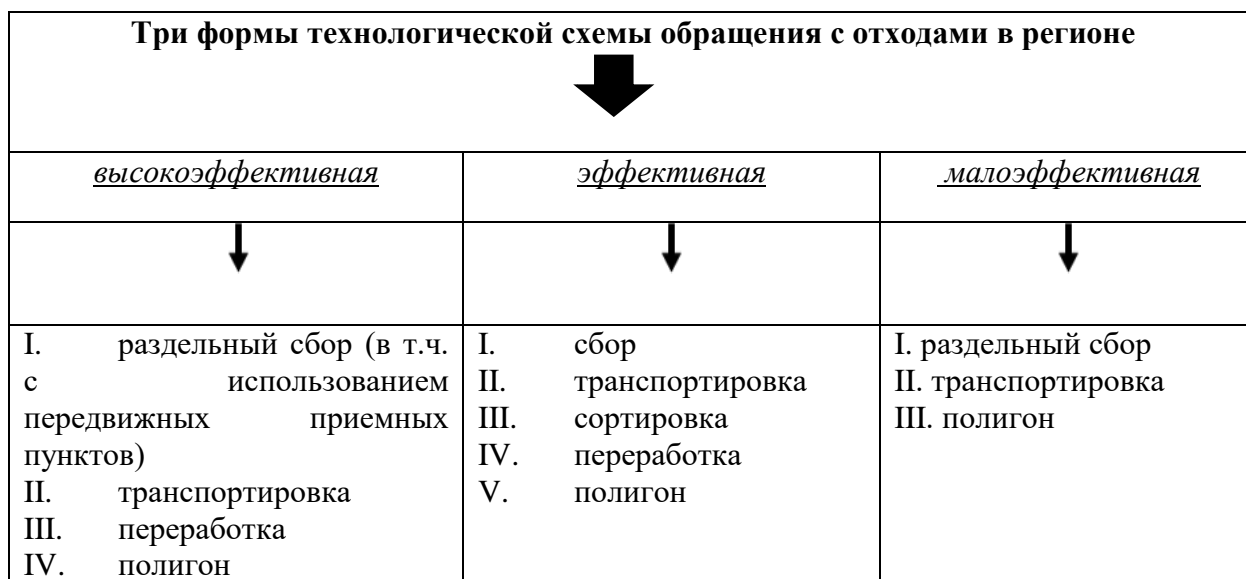 Три формы технологической схемы обращения с отходами в регионе
высокоэффективная
эффективная
малоэффективная
I. раздельный сбор (в т.ч.
с использованием
передвижных приемных
пунктов)
II. транспортировка
III. переработка
IV. полигон
I. сбор
II. транспортировка
III. сортировка
IV. переработка
V. полигон
I. раздельный сбор
II. транспортировка
III. полигон